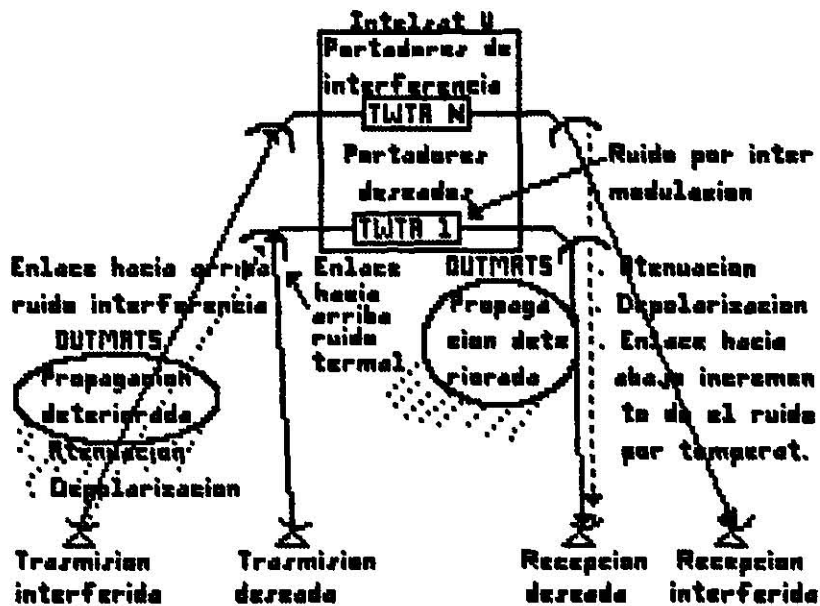 Intelsat V
Portadores de
interferencia
TWTA N
Portadores
deseados
TWTA 1
Ruido por inter
modulacion
Enlace hacia arriba
ruido interferencia
OUTMATS
Propagacion
deteriorada
Atenuacion
Depolarizacion
Enlace
hacia
arriba
ruido
termal
OUTMATS
Propaga
cion dete
riorada
. Atenuacion
. Depolarizacion
. Enlace hacia
abajo incremen
to de el ruido
por temperat.
Trasmision
interferida
Trasmision
deseada
Recepcion
deseada
Recepcion
interferida